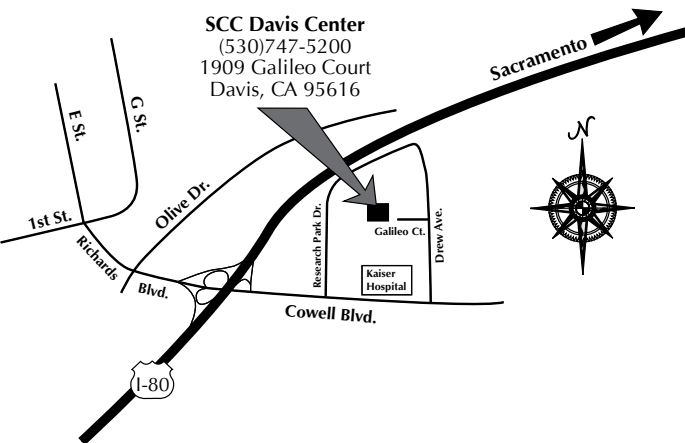 SCC Davis Center
(530)747-5200
1909 Galileo Court
Davis, CA 95616
Sacramento
N
E St.
G St.
1st St.
Olive Dr.
Richards
Blvd.
Research Park Dr.
Galileo Ct.
Drew Ave.
Kaiser
Hospital
Cowell Blvd.
I-80